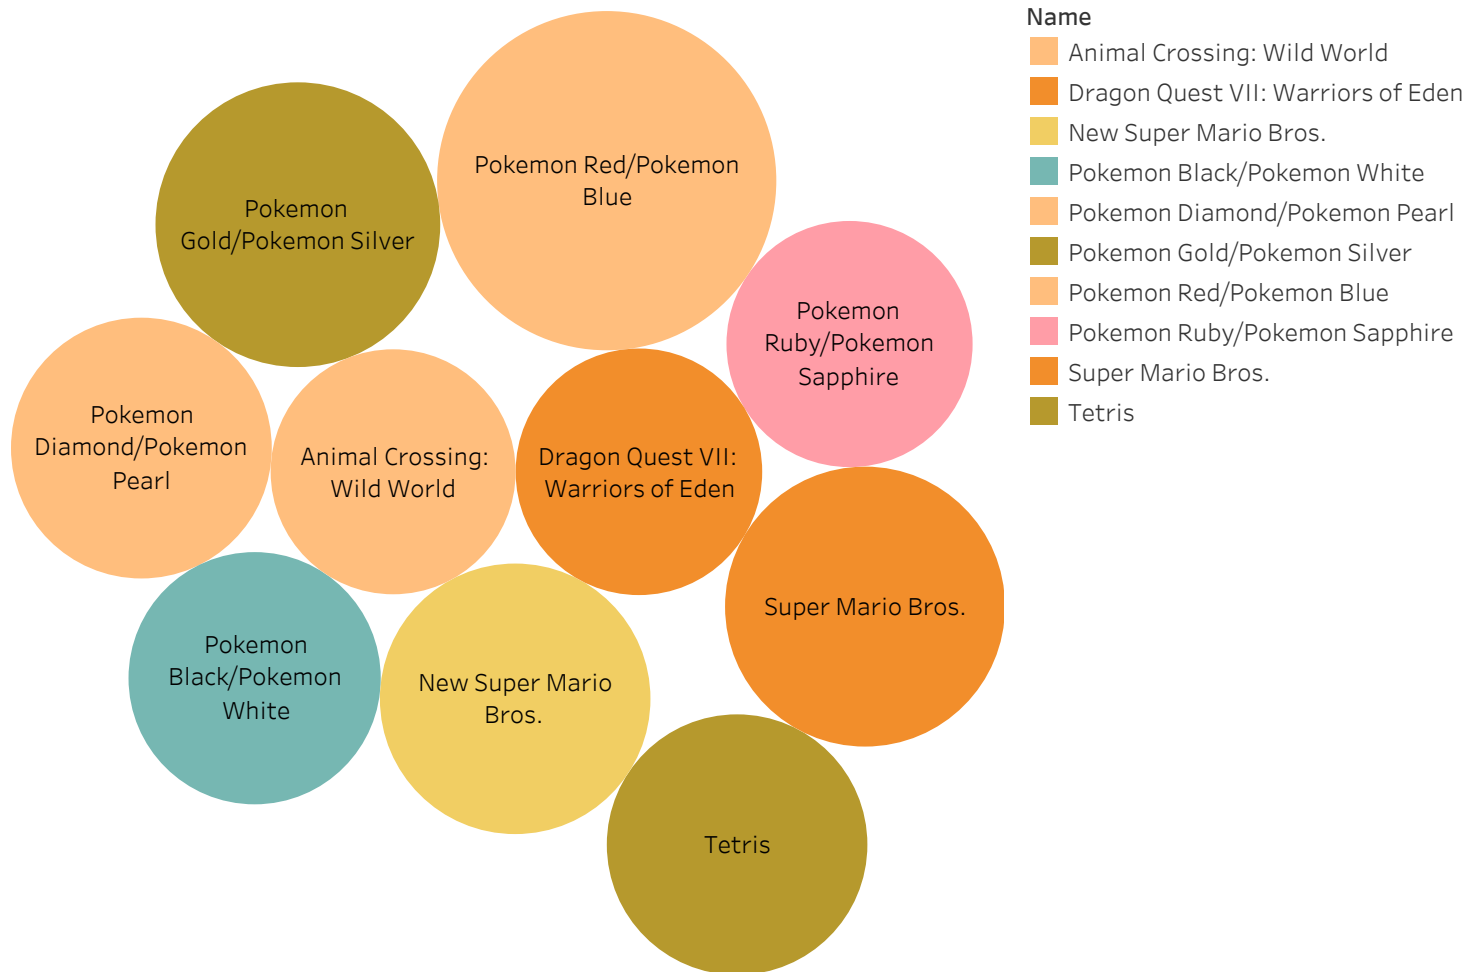 Name
Animal Crossing: Wild World
Dragon Quest VII: Warriors of Eden
New Super Mario Bros.
Pokemon Black/Pokemon White
Pokemon Diamond/Pokemon Pearl
Pokemon Gold/Pokemon Silver
Pokemon Red/Pokemon Blue
Pokemon Ruby/Pokemon Sapphire
Super Mario Bros.
Tetris
Pokemon Red/Pokemon
Blue
Pokemon
Gold/Pokemon Silver
Pokemon
Ruby/Pokemon
Sapphire
Pokemon
Diamond/Pokemon
Pearl
Animal Crossing:
Wild World
Dragon Quest VII:
Warriors of Eden
Super Mario Bros.
Pokemon
Black/Pokemon
White
New Super Mario
Bros.
Tetris